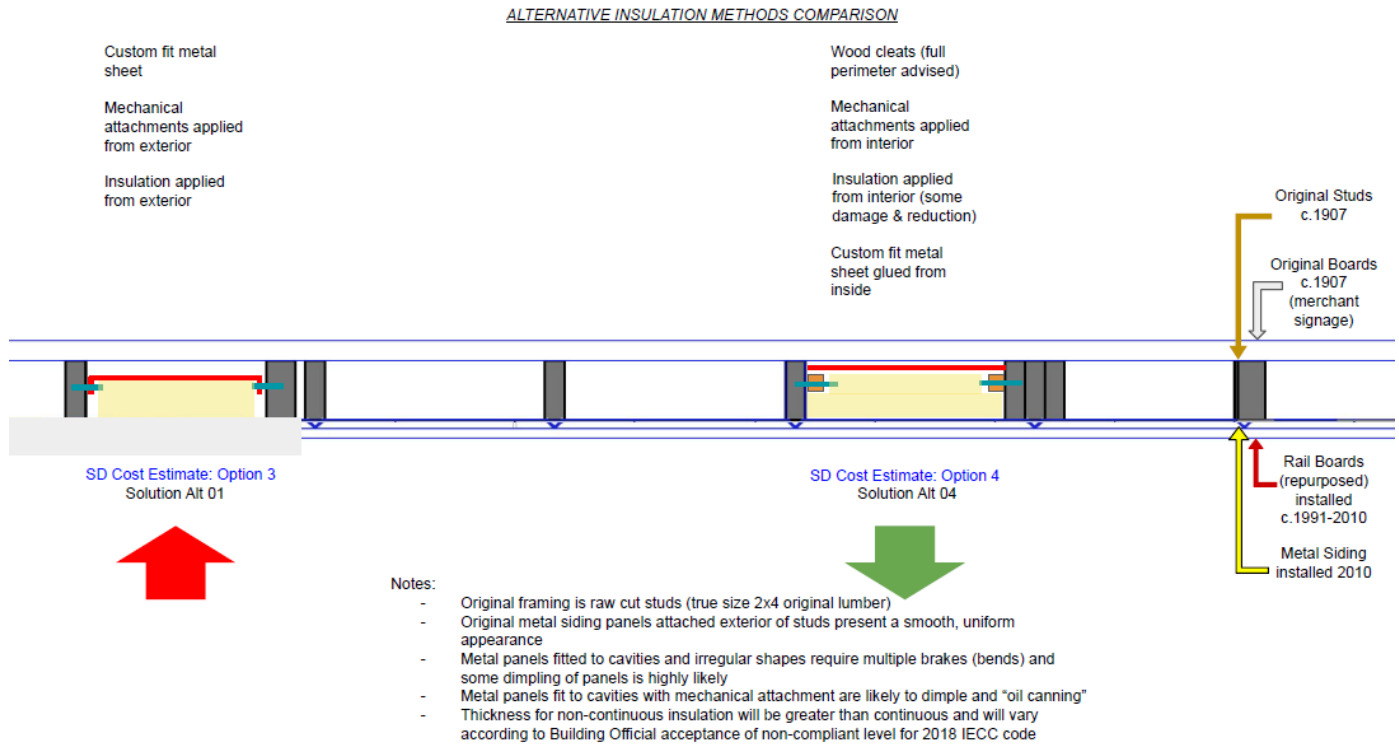 ALTERNATIVE INSULATION METHODS COMPARISON
Custom fit metal
sheet
Mechanical
attachments applied
from exterior
Insulation applied
from exterior
Wood cleats (full
perimeter advised)
Mechanical
attachments applied
from interior
Insulation applied
from interior (some
damage & reduction)
Custom fit metal
sheet glued from
inside
Original Studs
c.1907
Original Boards
c.1907
(merchant
signage)
SD Cost Estimate: Option 3
Solution Alt 01
SD Cost Estimate: Option 4
Solution Alt 04
Rail Boards
(repurposed)
installed
c.1991-2010
Metal Siding
installed 2010
Notes:
- Original framing is raw cut studs (true size 2x4 original lumber)
- Original metal siding panels attached exterior of studs present a smooth, uniform
appearance
- Metal panels fitted to cavities and irregular shapes require multiple brakes (bends) and
some dimpling of panels is highly likely
- Metal panels fit to cavities with mechanical attachment are likely to dimple and “oil canning”
- Thickness for non-continuous insulation will be greater than continuous and will vary
according to Building Official acceptance of non-compliant level for 2018 IECC code